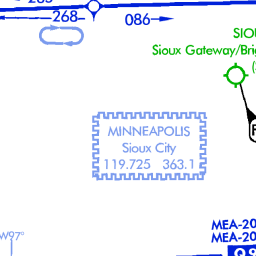 268
086
SIOU
Sioux Gateway/Brig
MINNEAPOLIS
Sioux City
119.725 363.1
W97°
MEA-20
MEA-20